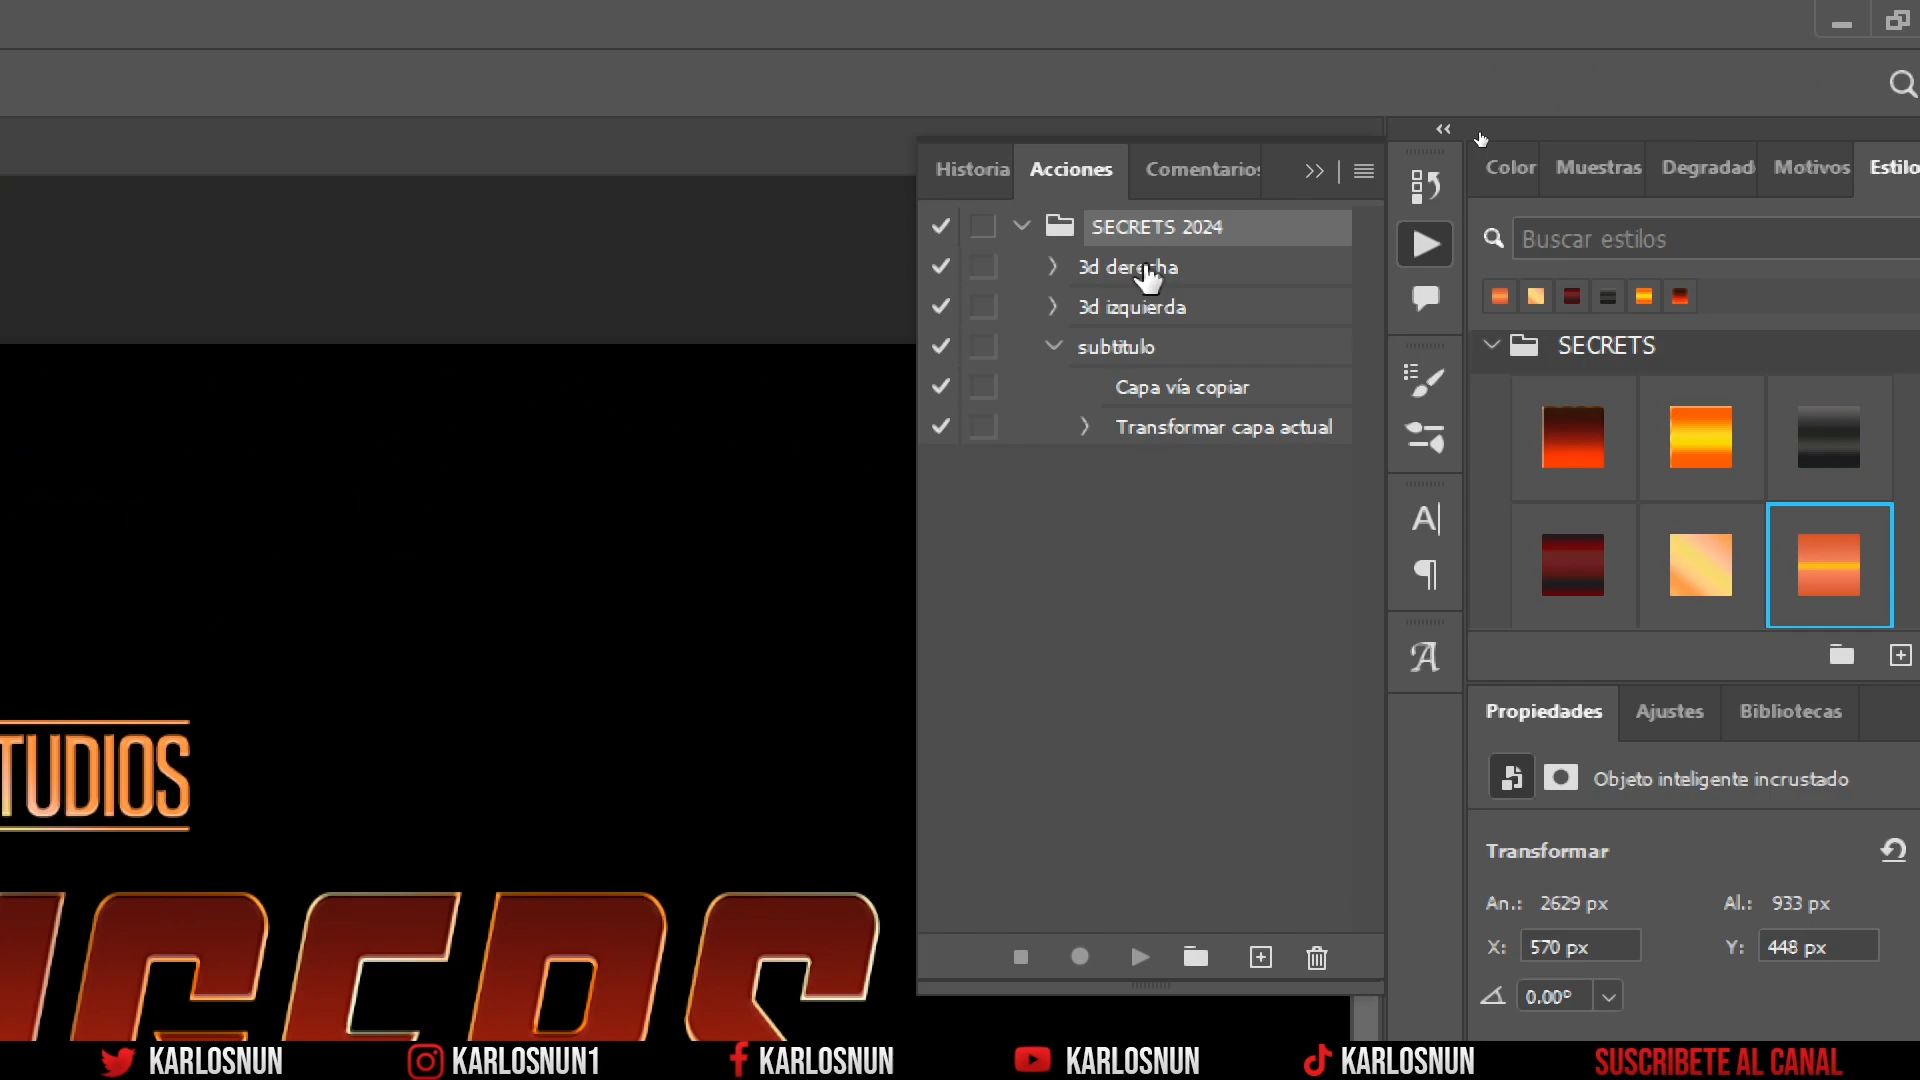 Historia Acciones Comentarios
SECRETS 2024
3d derecha
3d izquierda
subtitulo
Capa vía copiar
Transformar capa actual
Color Muestras Degradad Motivos Estilo
Buscar estilos
SECRETS
Propiedades Ajustes Bibliotecas
Objeto inteligente incrustado
Transformar
An.: 2629 px Al.: 933 px
X: 570 px Y: 448 px
0.00º
TUDIOS
KARLOSNUN KARLOSNUN1 KARLOSNUN KARLOSNUN KARLOSNUN SUSCRIBETE AL CANAL